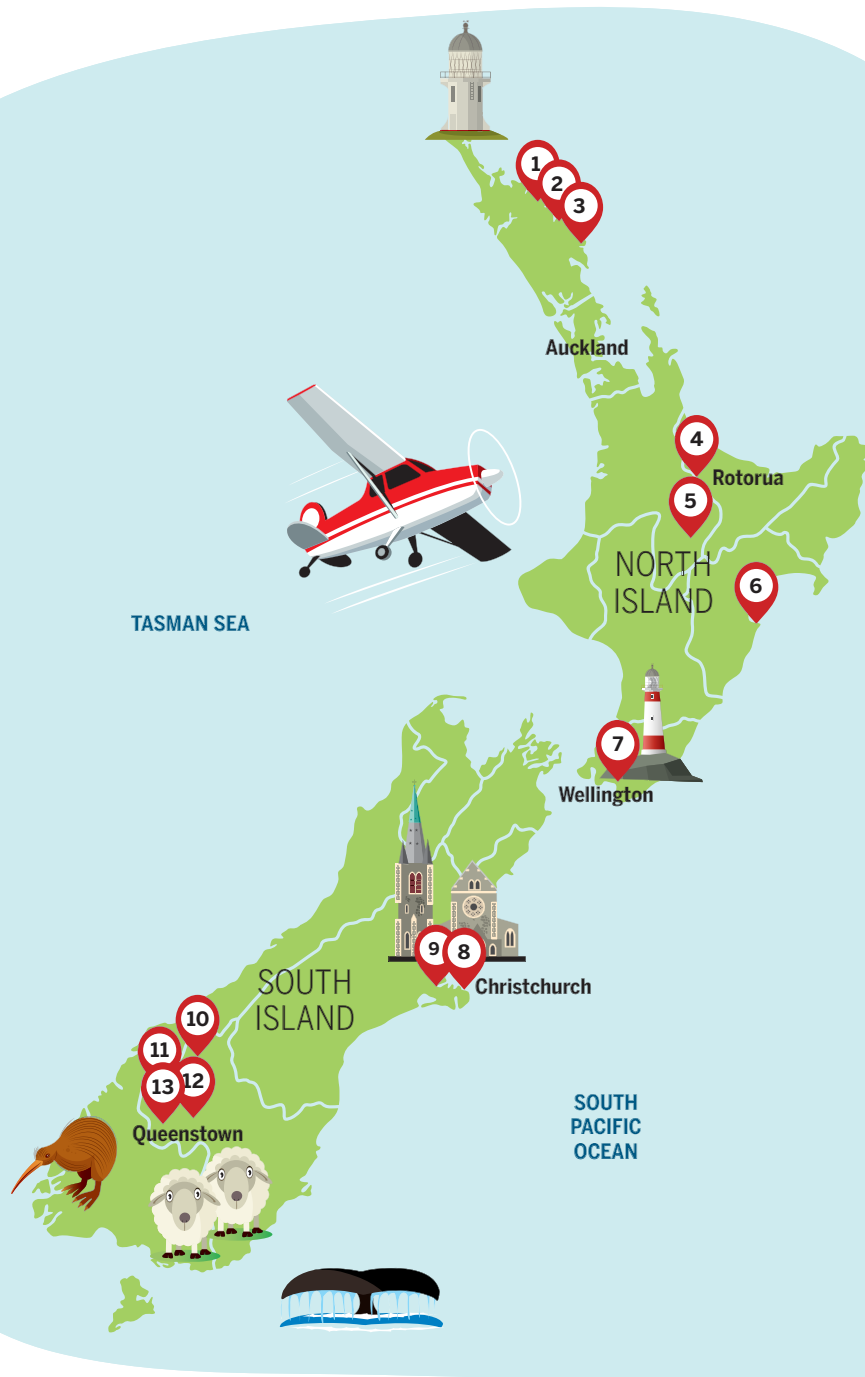 1
2
3
Auckland
4
Rotorua
5
NORTH
ISLAND
6
TASMAN SEA
7
Wellington
9
8
Christchurch
SOUTH
ISLAND
10
11
12
13
Queenstown
SOUTH
PACIFIC
OCEAN